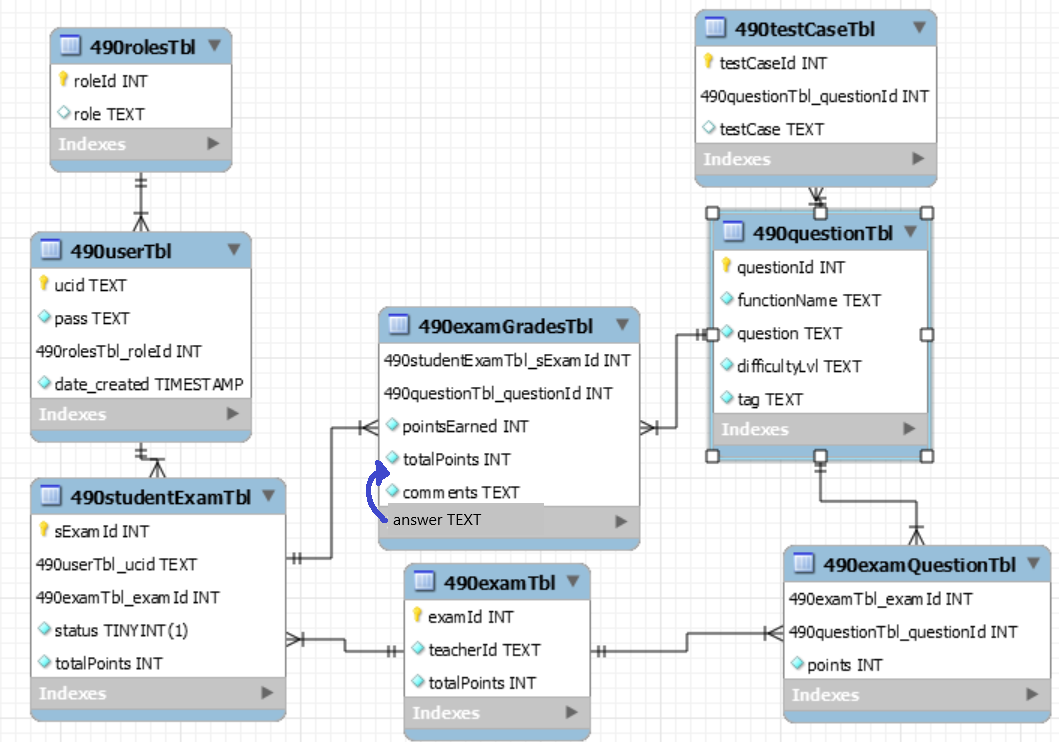 490rolesTbl
roleId INT
role TEXT
Indexes
490testCaseTbl
testCaseId INT
490questionTbl_questionId INT
testCase TEXT
Indexes
490userTbl
ucid TEXT
pass TEXT
490rolesTbl_roleId INT
date_created TIMESTAMP
Indexes
490examGradesTbl
490studentExamTbl_sExamId INT
490questionTbl_questionId INT
pointsEarned INT
totalPoints INT
comments TEXT
answer TEXT
490questionTbl
questionId INT
functionName TEXT
question TEXT
difficultyLvl TEXT
tag TEXT
Indexes
490studentExamTbl
sExamId INT
490userTbl_ucid TEXT
490examTbl_examId INT
status TINYINT(1)
totalPoints INT
Indexes
490examTbl
examId INT
teacherId TEXT
totalPoints INT
Indexes
490examQuestionTbl
490examTbl_examId INT
490questionTbl_questionId INT
points INT
Indexes